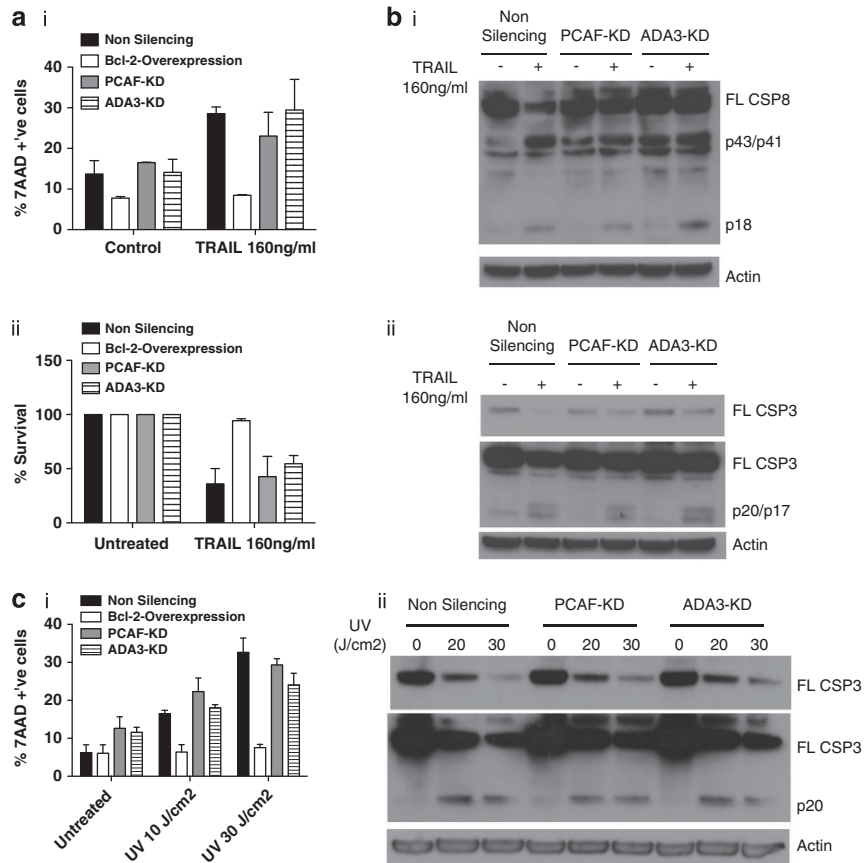 a i
Non Silencing
Bcl-2-Overexpression
PCAF-KD
ADA3-KD
% 7AAD +'ve cells
40
30
20
10
0
Control TRAIL 160ng/ml
ii
Non Silencing
Bcl-2-Overexpression
PCAF-KD
ADA3-KD
% Survival
150
100
50
0
Untreated TRAIL 160ng/ml
b i
Non
Silencing PCAF-KD ADA3-KD
TRAIL
160ng/ml
- + - + - +
FL CSP8
p43/p41
p18
Actin
ii
Non
Silencing PCAF-KD ADA3-KD
TRAIL
160ng/ml
- + - + - +
FL CSP3
FL CSP3
p20/p17
Actin
c i
Non Silencing
Bcl-2-Overexpression
PCAF-KD
ADA3-KD
% 7AAD +'ve cells
40
30
20
10
0
Untreated
UV 10 J/cm2
UV 30 J/cm2
ii
Non Silencing PCAF-KD ADA3-KD
UV
(J/cm2)
0 20 30 0 20 30 0 20 30
FL CSP3
FL CSP3
p20
Actin